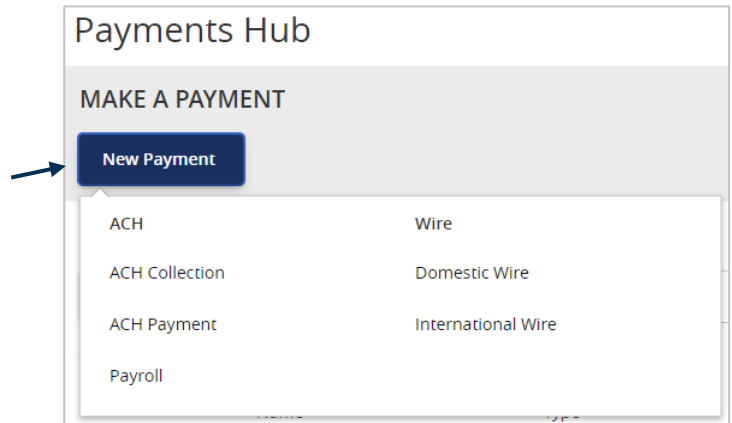 Payments Hub
MAKE A PAYMENT
New Payment
ACH
Wire
ACH Collection
Domestic Wire
ACH Payment
International Wire
Payroll